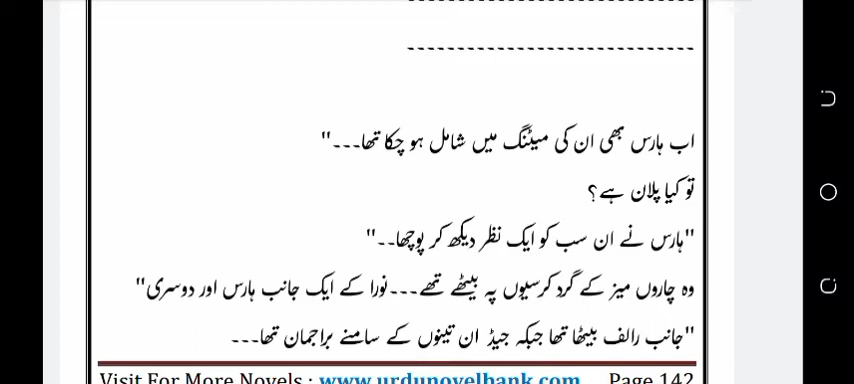 ---------------------------
اب ہارس بھی ان کی میٹنگ میں شامل ہو چکا تھا---"
تو کیا پلان ہے؟
"ہارس نے ان سب کو ایک نظر دیکھ کر پوچھا--"
وہ چاروں میز کے گرد کرسیوں پہ بیٹھے تھے---نورا کے ایک جانب ہارس اور دوسری"
"جانب رالف بیٹھا تھا جبکہ جیڈ ان تینوں کے سامنے براجمان تھا---
Visit For More Novels : www.urdunovelbank.com Page 142